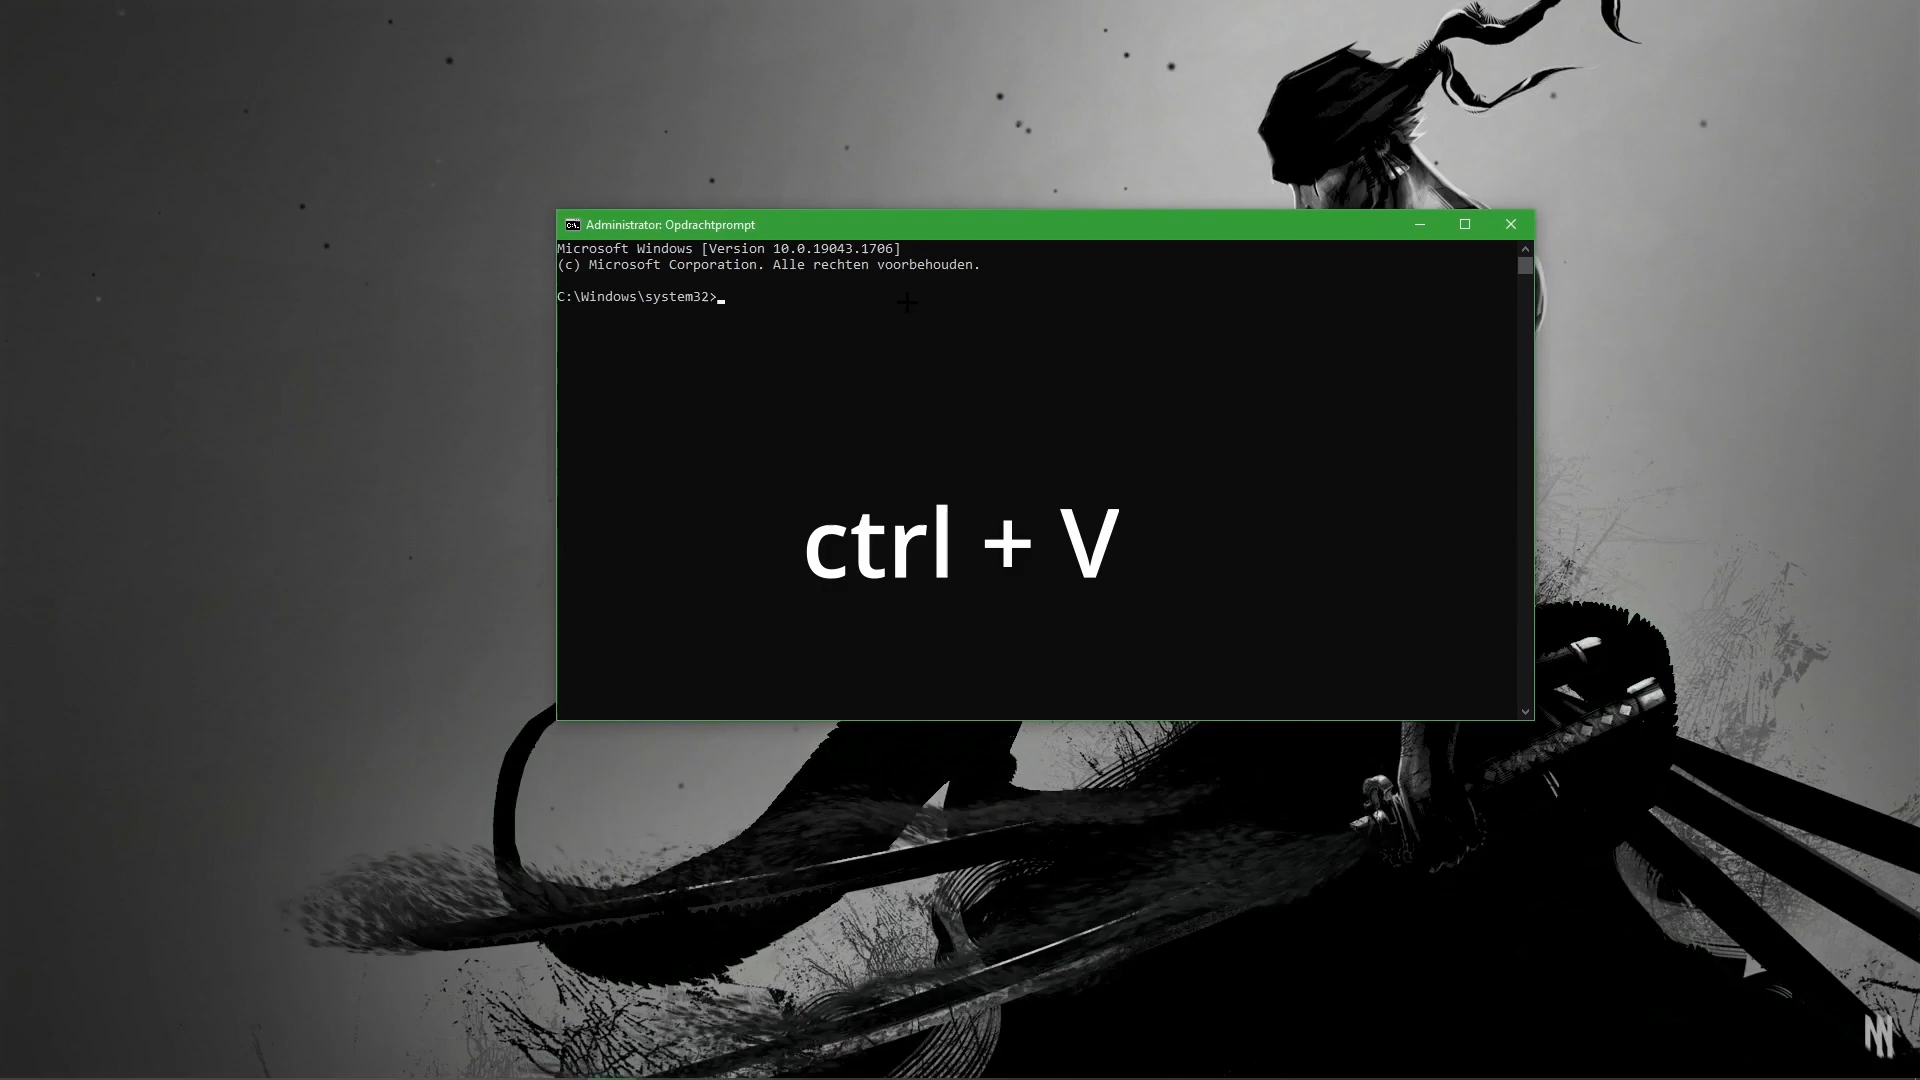 Administrator: Opdrachtprompt
Microsoft Windows [Version 10.0.19043.1706]
(c) Microsoft Corporation. Alle rechten voorbehouden.
C:\Windows\system32>
ctrl + V